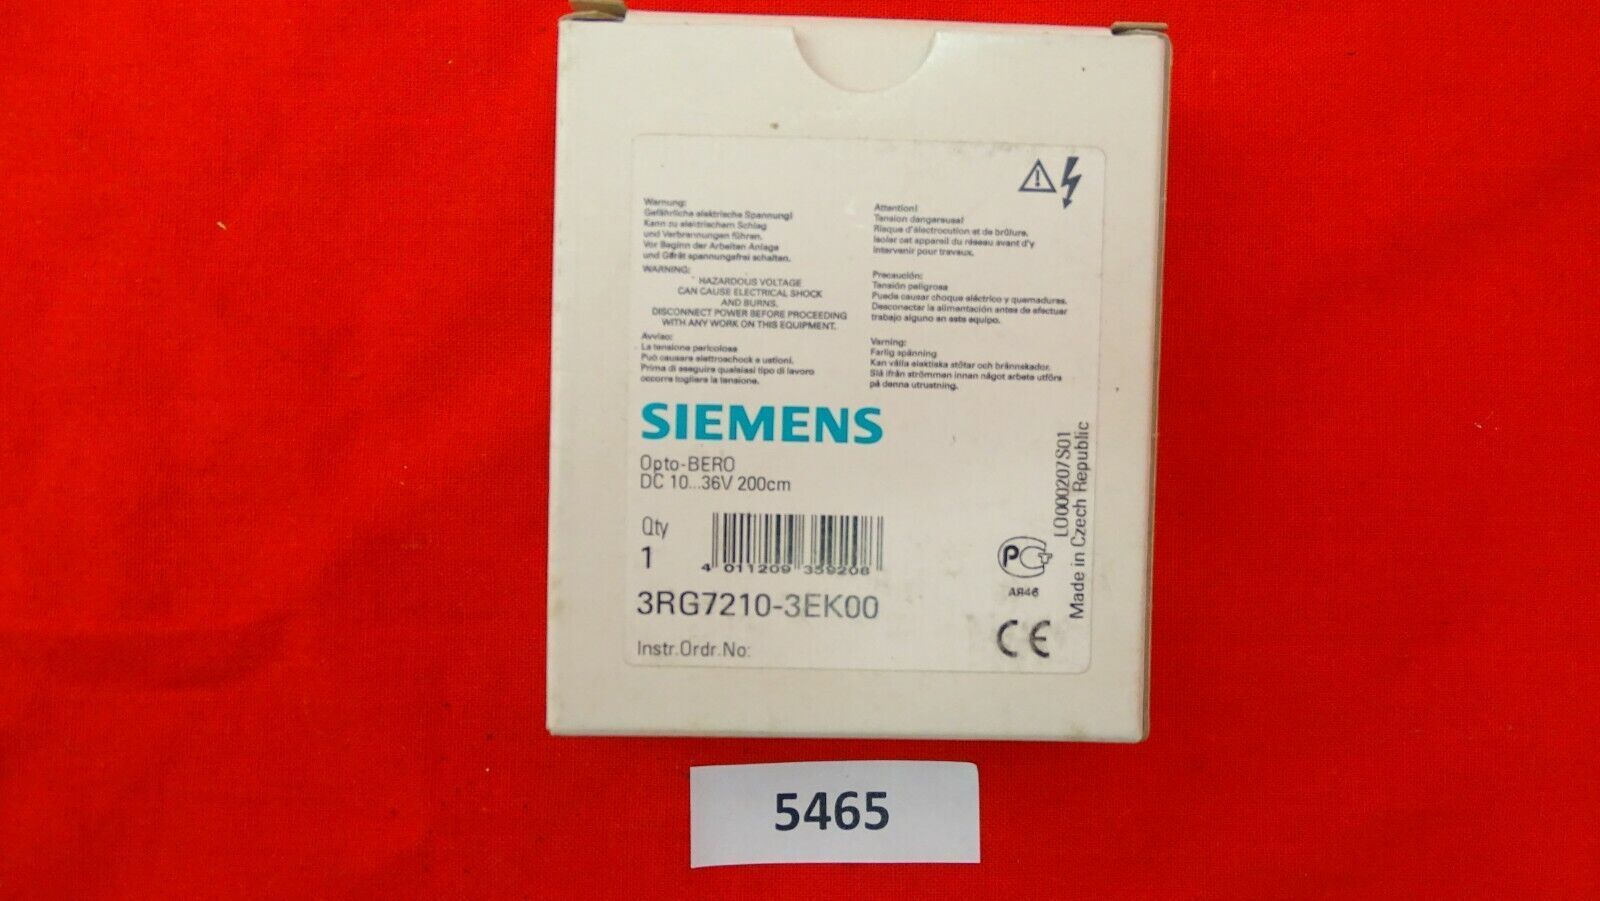 Warnung:
Gefährliche elektrische Spannung!
Kann zu elektrischem Schlag
und Verbrennungen führen.
Vor Beginn der Arbeiten Anlage
und Gerät spannungsfrei schalten.
WARNING:
HAZARDOUS VOLTAGE
CAN CAUSE ELECTRICAL SHOCK
AND BURNS.
DISCONNECT POWER BEFORE PROCEEDING
WITH ANY WORK ON THIS EQUIPMENT.
Avviso:
La tensione pericolosa
Può causare elettroschock e ustioni.
Prima di eseguire qualsiasi tipo di lavoro
occorre togliere la tensione.
Attention!
Tension dangereuse!
Risque d'électrocution et de brûlure.
Isoler cet appareil du réseau avant d'y
intervenir pour travaux.
Precaución:
Tensión peligrosa
Puede causar choque eléctrico y quemaduras.
Desconectar la alimentación antes de efectuar
trabajo alguno en este equipo.
Varning:
Farlig spänning
Kan vålla elektiska stötar och brännskador.
Slå ifrån strömmen innan något arbete utförs
på denna utrustning.
SIEMENS
Opto-BERO
DC 10...36V 200cm
Qty
1
4 011209 359208
3RG7210-3EK00
Instr.Ordr.No:
LO000207S01
Made in Czech Republic
РСТ
АЯ46
CE
5465